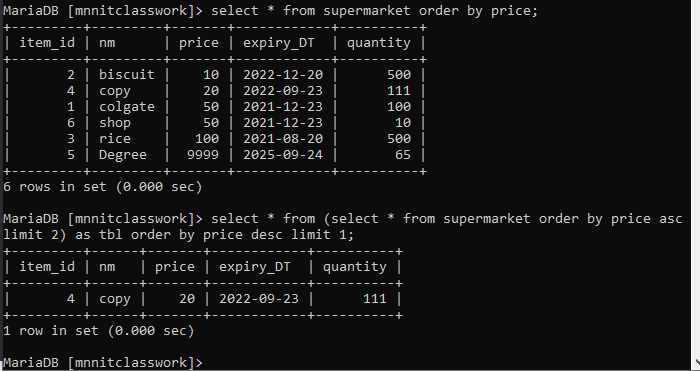 MariaDB [mnnitclasswork]> select * from supermarket order by price;
+---------+---------+-------+------------+----------+
| item_id | nm      | price | expiry_DT  | quantity |
+---------+---------+-------+------------+----------+
|       2 | biscuit |    10 | 2022-12-20 |      500 |
|       4 | copy    |    20 | 2022-09-23 |      111 |
|       1 | colgate |    50 | 2021-12-23 |      100 |
|       6 | shop    |    50 | 2021-12-23 |       10 |
|       3 | rice    |   100 | 2021-08-20 |      500 |
|       5 | Degree  |  9999 | 2025-09-24 |       65 |
+---------+---------+-------+------------+----------+
6 rows in set (0.000 sec)

MariaDB [mnnitclasswork]> select * from (select * from supermarket order by price asc
limit 2) as tbl order by price desc limit 1;
+---------+------+-------+------------+----------+
| item_id | nm   | price | expiry_DT  | quantity |
+---------+------+-------+------------+----------+
|       4 | copy |    20 | 2022-09-23 |      111 |
+---------+------+-------+------------+----------+
1 row in set (0.000 sec)

MariaDB [mnnitclasswork]>